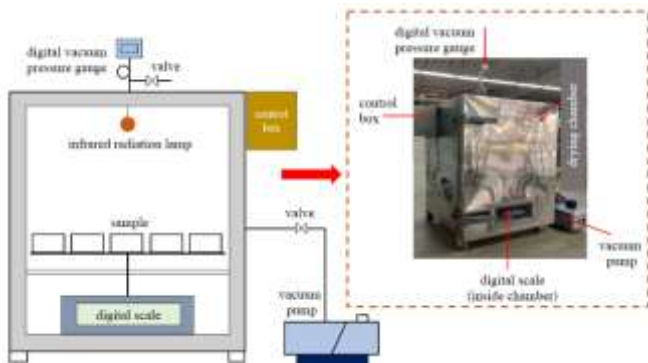 digital vacuum
pressure gauge
valve
control
box
infrared radiation lamp
sample
valve
digital scale
vacuum
pump
digital vacuum
pressure gauge
control
box
drying chamber
vacuum
pump
digital scale
(inside chamber)